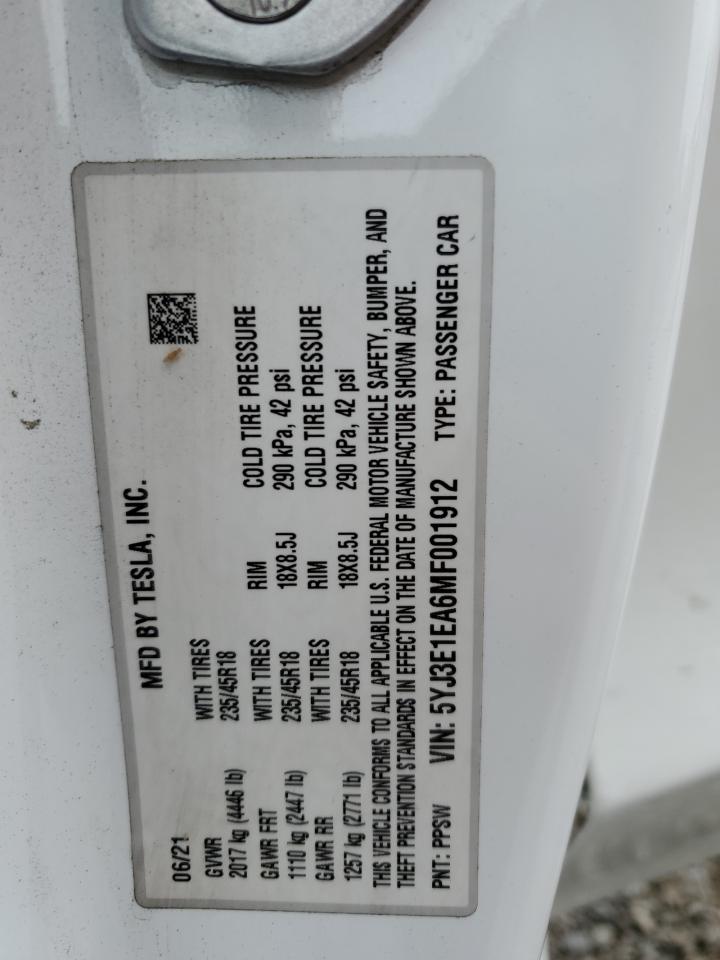 MFD BY TESLA, INC.
06/21
GVWR WITH TIRES
2017 kg (4446 lb) 235/45R18
GAWR FRT WITH TIRES RIM COLD TIRE PRESSURE
1110 kg (2447 lb) 235/45R18 18X8.5J 290 kPa, 42 psi
GAWR RR WITH TIRES RIM COLD TIRE PRESSURE
1257 kg (2771 lb) 235/45R18 18X8.5J 290 kPa, 42 psi
THIS VEHICLE CONFORMS TO ALL APPLICABLE U.S. FEDERAL MOTOR VEHICLE SAFETY, BUMPER, AND
THEFT PREVENTION STANDARDS IN EFFECT ON THE DATE OF MANUFACTURE SHOWN ABOVE.
PNT: PPSW VIN: 5YJ3E1EA6MF001912 TYPE: PASSENGER CAR